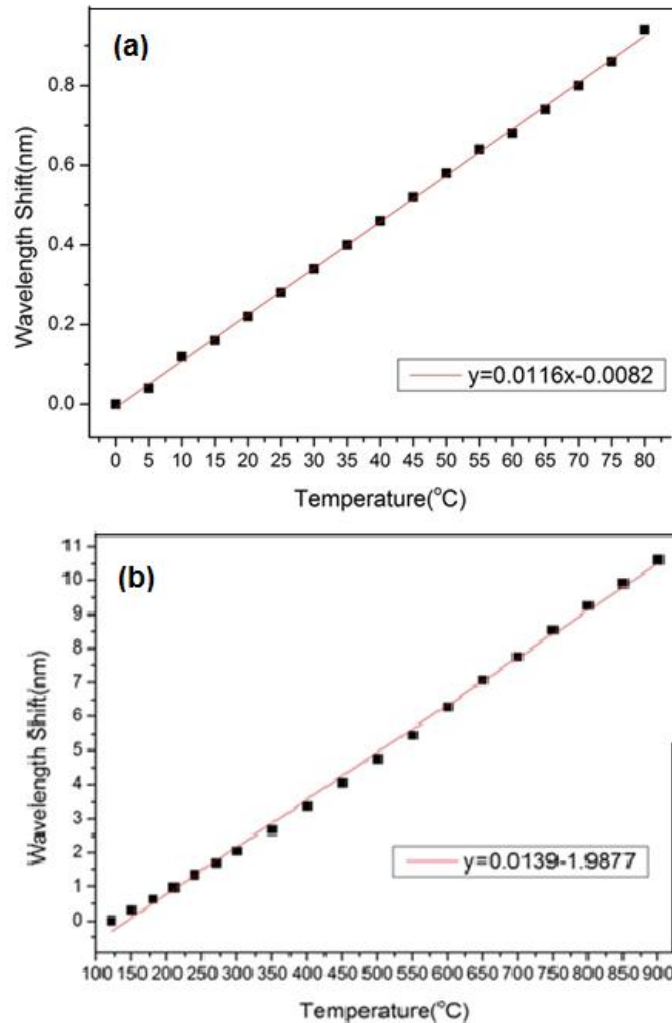 (a)
Wavelength Shift(nm)
0.8
0.6
0.4
0.2
0.0
y=0.0116x-0.0082
0 5 10 15 20 25 30 35 40 45 50 55 60 65 70 75 80
Temperature(°C)
(b)
Wavelength Shift(nm)
11
10
9
8
7
6
5
4
3
2
1
0
y=0.0139-1.9877
100 150 200 250 300 350 400 450 500 550 600 650 700 750 800 850 900
Temperature(°C)